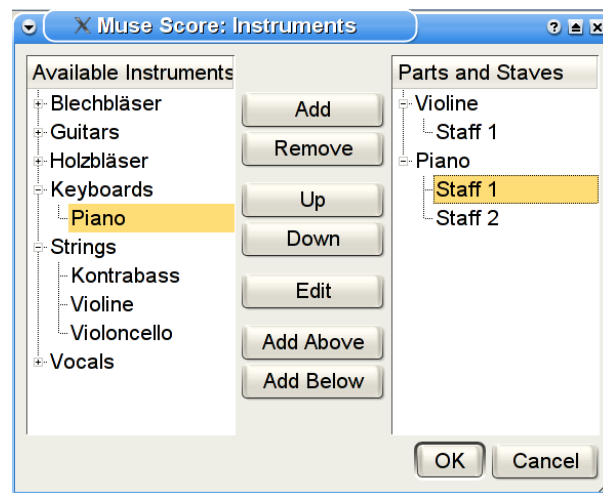 Muse Score: Instruments
Available Instruments
Blechbläser
Guitars
Holzbläser
Keyboards
Piano
Strings
Kontrabass
Violine
Violoncello
Vocals
Add
Remove
Up
Down
Edit
Add Above
Add Below
Parts and Staves
Violine
Staff 1
Piano
Staff 1
Staff 2
OK
Cancel